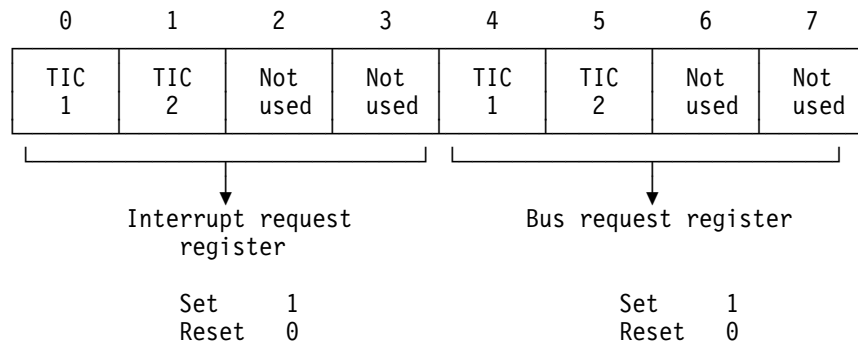 0 1 2 3 4 5 6 7
TIC TIC Not Not TIC TIC Not Not
1 2 used used 1 2 used used
Interrupt request Bus request register
register
Set 1 Set 1
Reset 0 Reset 0